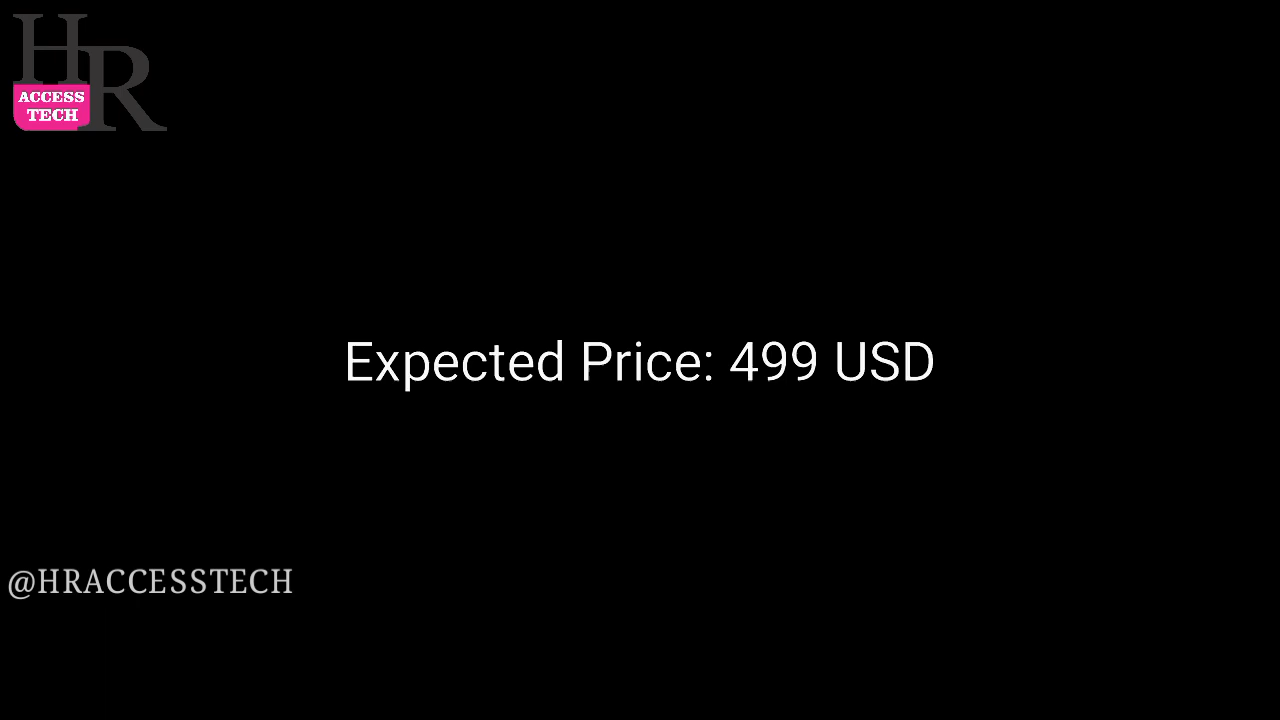 HR
ACCESS
TECH
Expected Price: 499 USD
@HRACCESSTECH